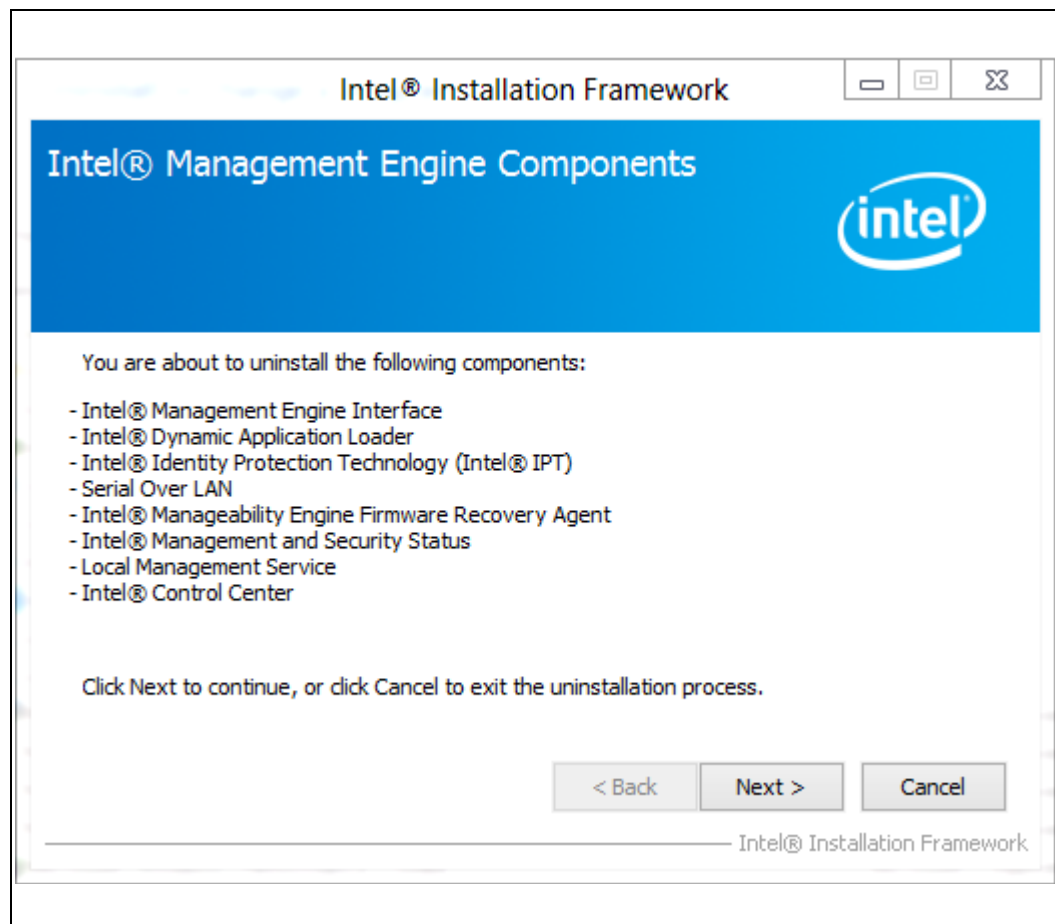 Intel® Installation Framework
Intel® Management Engine Components
intel
You are about to uninstall the following components:
- Intel® Management Engine Interface
- Intel® Dynamic Application Loader
- Intel® Identity Protection Technology (Intel® IPT)
- Serial Over LAN
- Intel® Manageability Engine Firmware Recovery Agent
- Intel® Management and Security Status
- Local Management Service
- Intel® Control Center
Click Next to continue, or click Cancel to exit the uninstallation process.
< Back Next > Cancel
Intel® Installation Framework